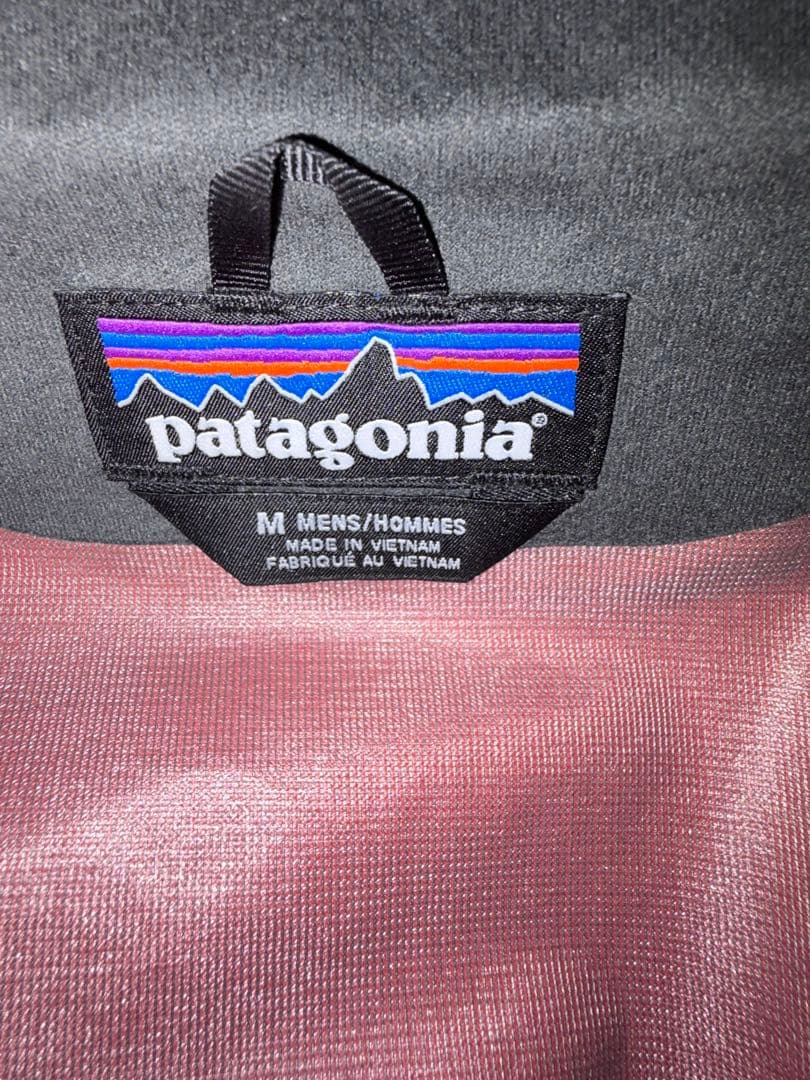 patagonia®
M MENS/HOMMES
MADE IN VIETNAM
FABRIQUÉ AU VIETNAM